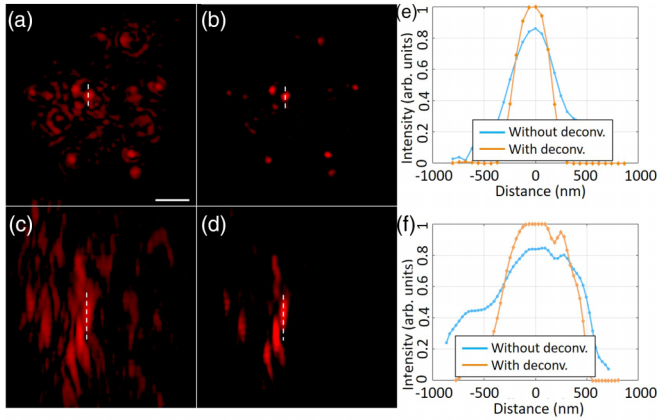 (a)
(b)
(c)
(d)
(e)
Intensity (arb. units)
1
0.8
0.6
0.4
0.2
0
Without deconv.
With deconv.
-1000 -500 0 500 1000
Distance (nm)
(f)
Intensity (arb. units)
1
0.8
0.6
0.4
0.2
0
Without deconv.
With deconv.
-1000 -500 0 500 1000
Distance (nm)